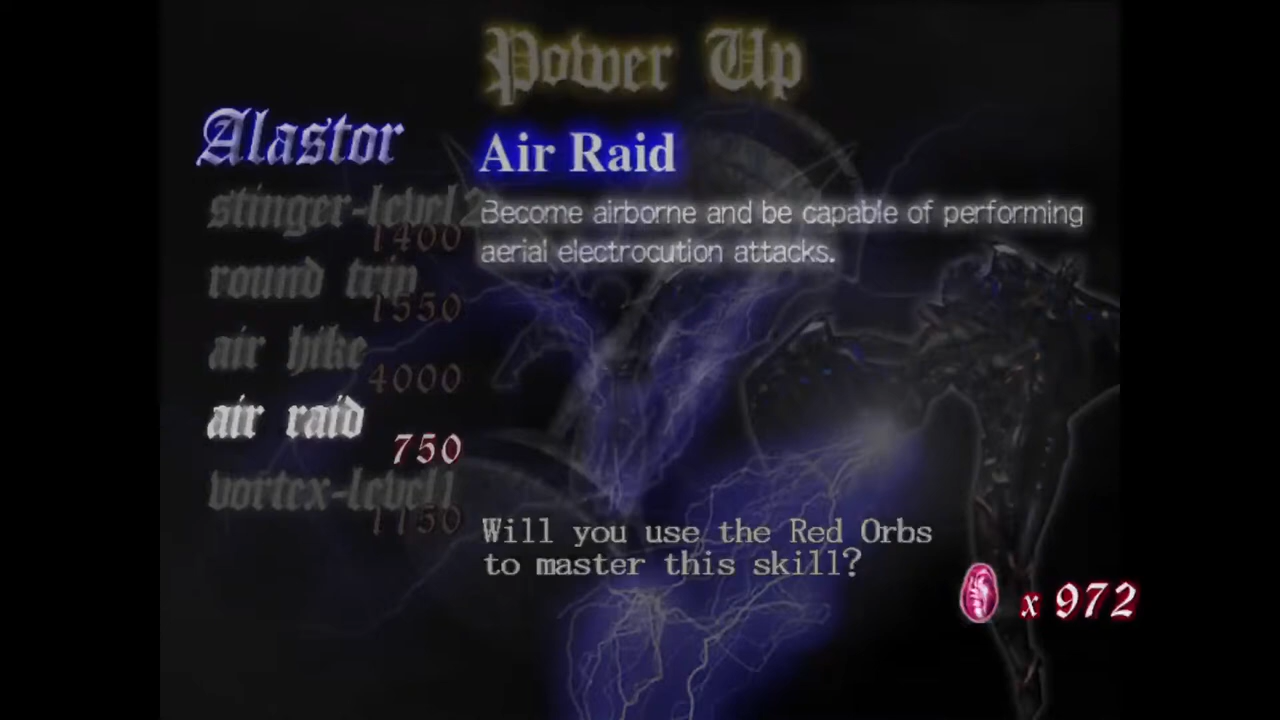 Power Up
Alastor
Air Raid
stinger-level2
1400
Become airborne and be capable of performing
aerial electrocution attacks.
round trip
1550
air hike
4000
air raid
750
vortex-level1
1150
Will you use the Red Orbs
to master this skill?
x 972